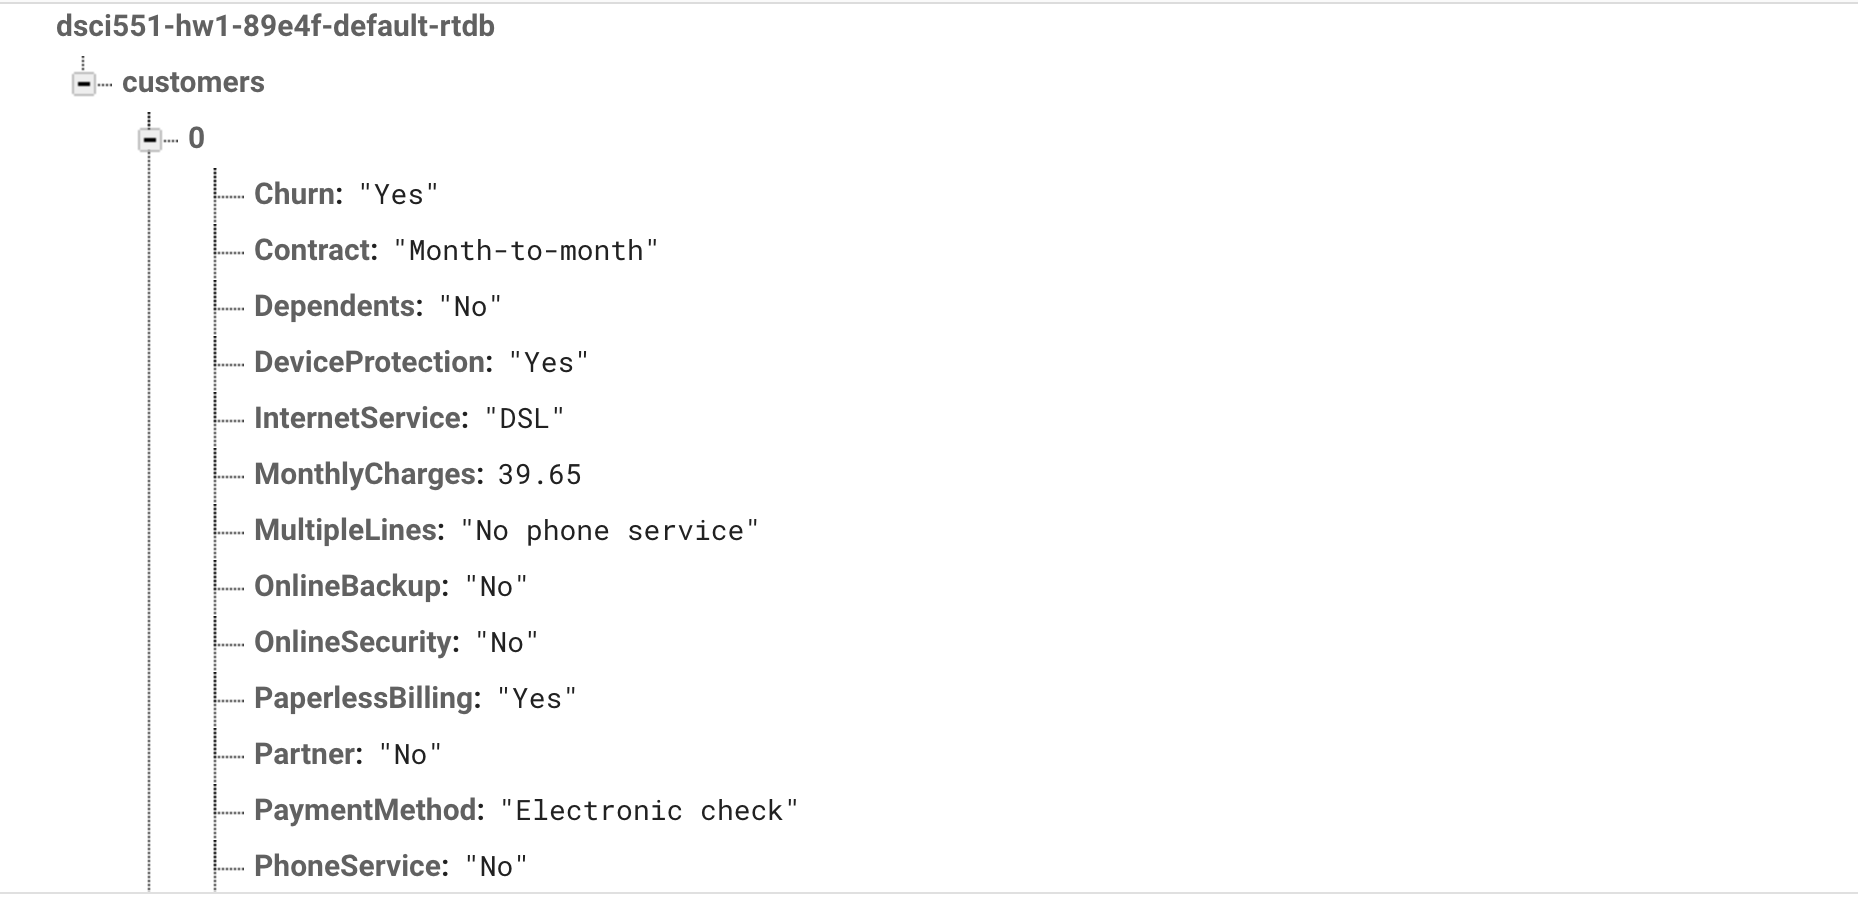 dsci551-hw1-89e4f-default-rtdb
customers
0
Churn: "Yes"
Contract: "Month-to-month"
Dependents: "No"
DeviceProtection: "Yes"
InternetService: "DSL"
MonthlyCharges: 39.65
MultipleLines: "No phone service"
OnlineBackup: "No"
OnlineSecurity: "No"
PaperlessBilling: "Yes"
Partner: "No"
PaymentMethod: "Electronic check"
PhoneService: "No"